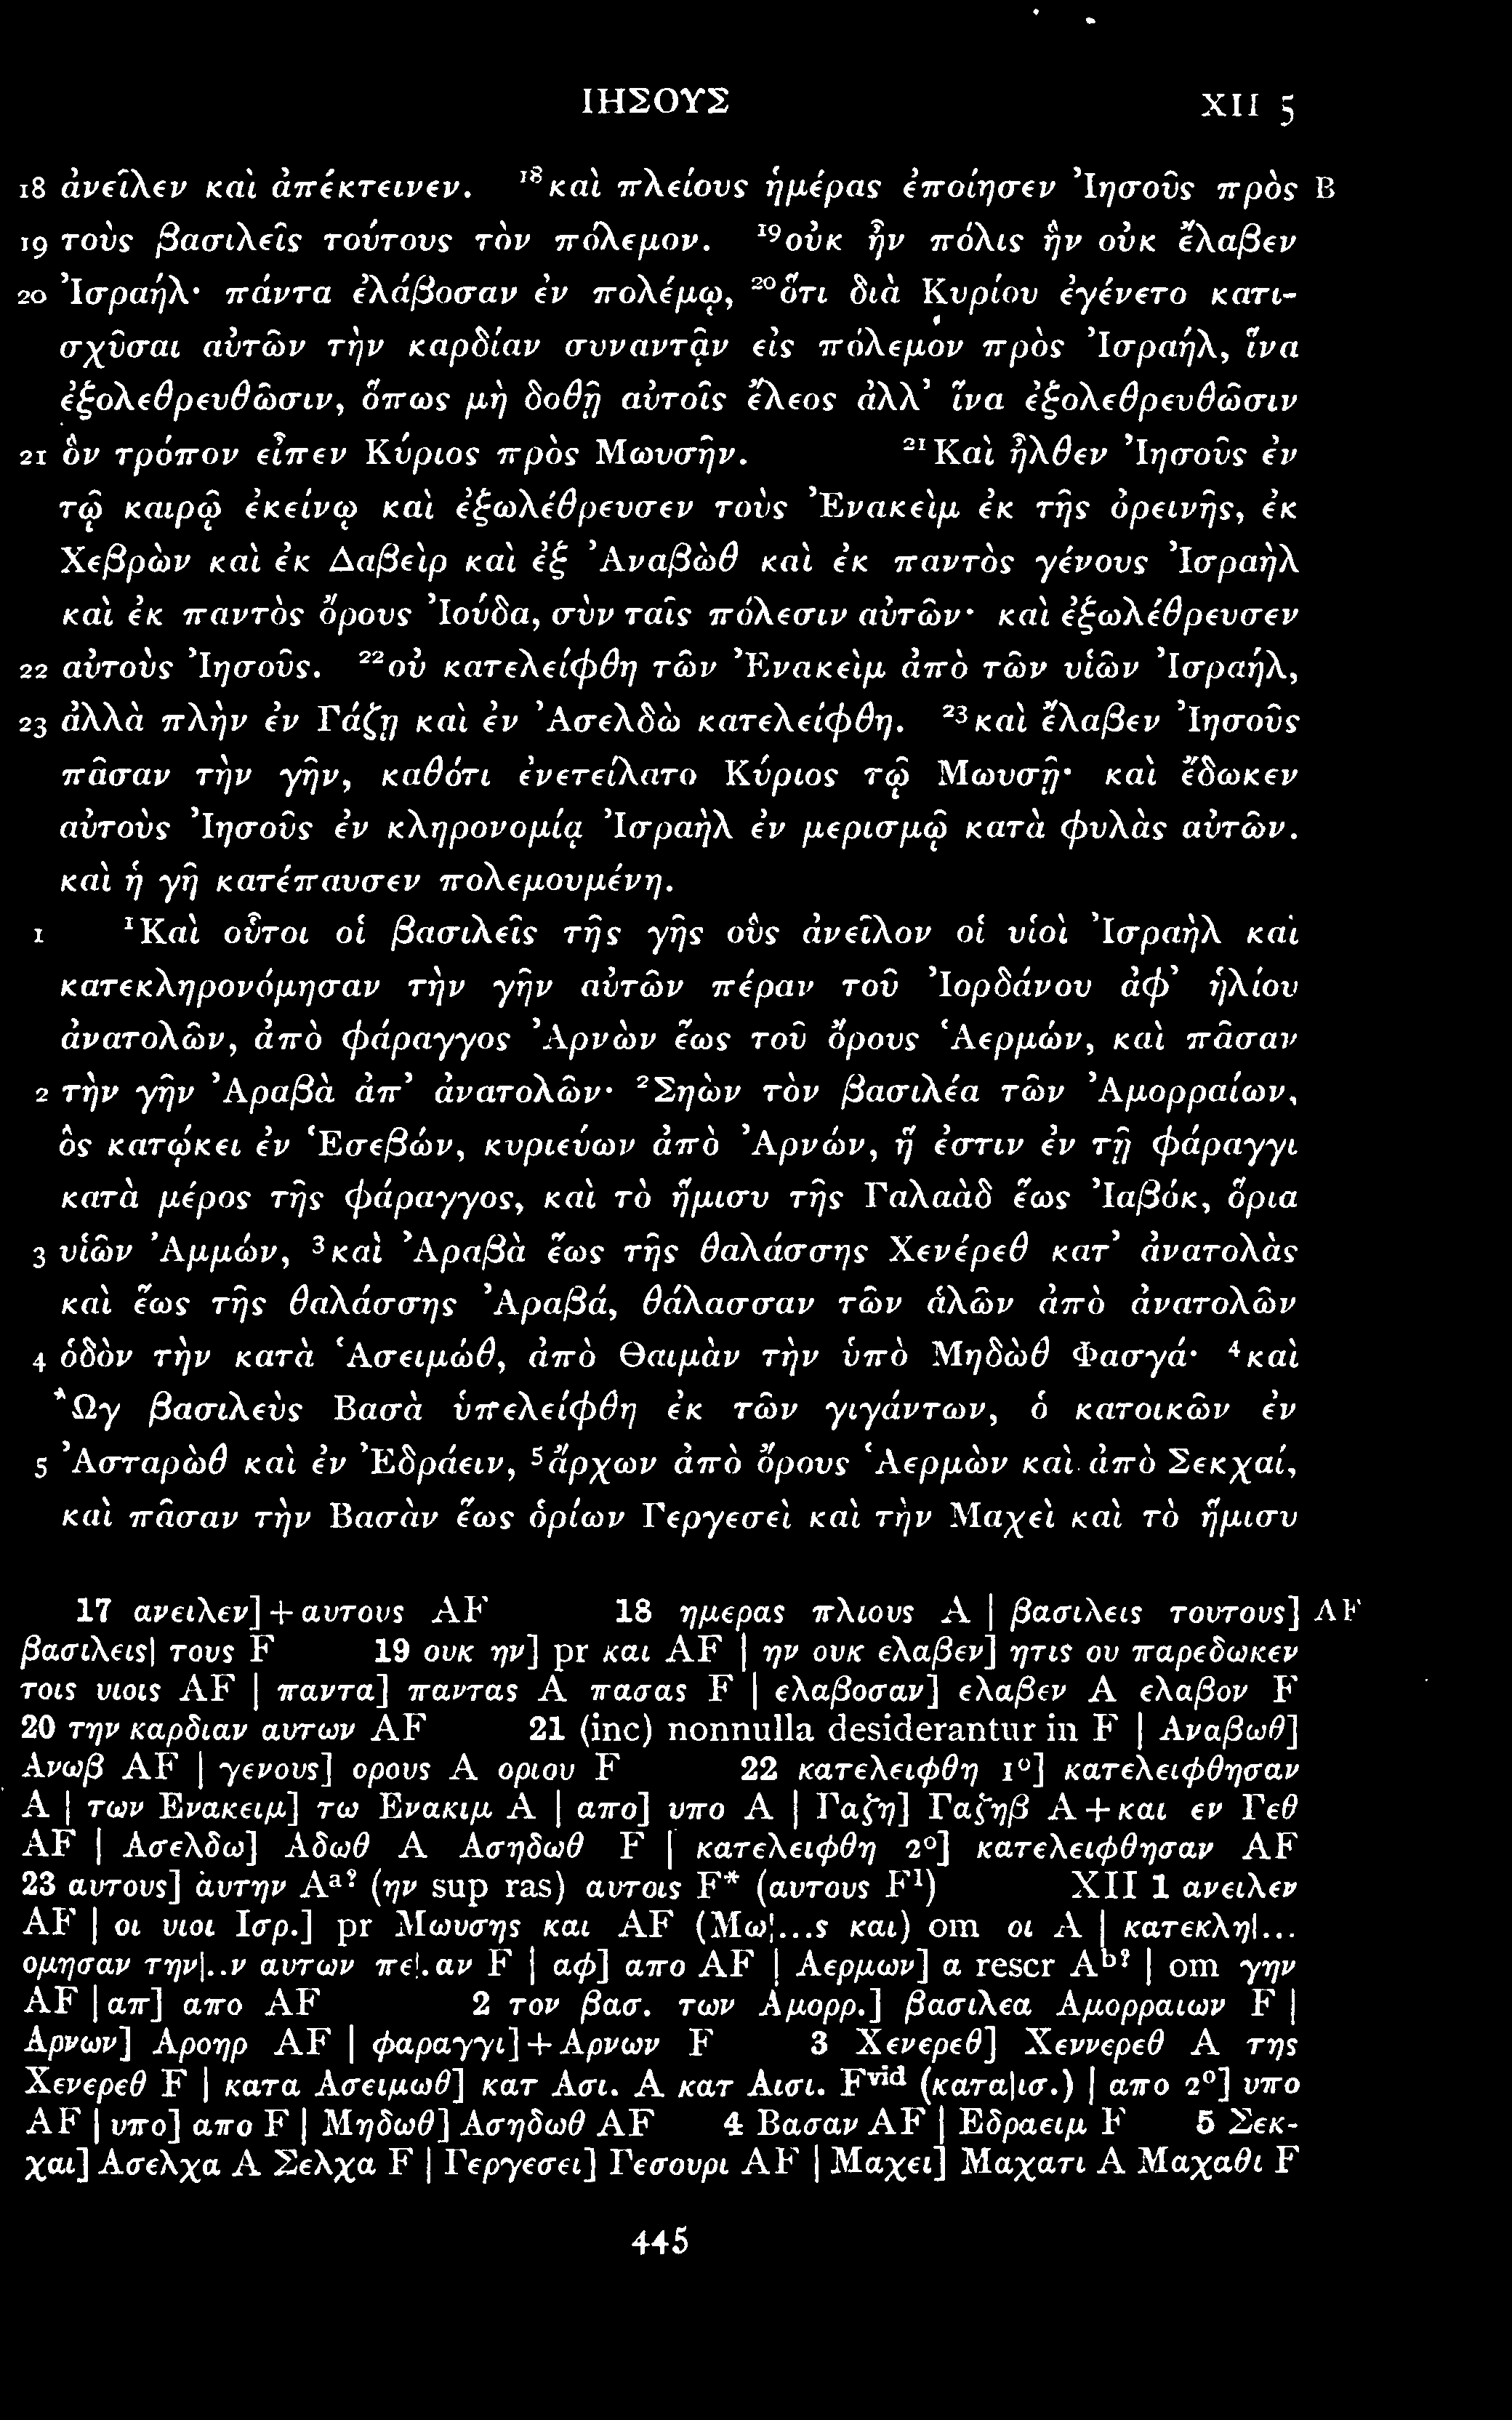 ΙΗΣΟΥΣ XII 5
18 ἀνεῖλεν καὶ ἀπέκτεινεν. ¹⁸καὶ πλείους ἡμέρας ἐποίησεν Ἰησοῦς πρὸς B
19 τοὺς βασιλεῖς τούτους τὸν πόλεμον. ¹⁹οὐκ ἦν πόλις ἣν οὐκ ἔλαβεν
20 Ἰσραήλ· πάντα ἐλάβοσαν ἐν πολέμῳ, ²⁰ὅτι διὰ Κυρίου ἐγένετο κατι-
σχῦσαι αὐτῶν τὴν καρδίαν συναντᾷν εἰς πόλεμον πρὸς Ἰσραήλ, ἵνα
ἐξολεθρευθῶσιν, ὅπως μὴ δοθῇ αὐτοῖς ἔλεος ἀλλ’ ἵνα ἐξολεθρευθῶσιν
21 ὃν τρόπον εἶπεν Κύριος πρὸς Μωυσῆν. ²¹Καὶ ἦλθεν Ἰησοῦς ἐν
τῷ καιρῷ ἐκείνῳ καὶ ἐξωλέθρευσεν τοὺς Ἐνακεὶμ ἐκ τῆς ὀρεινῆς, ἐκ
Χεβρὼν καὶ ἐκ Δαβεὶρ καὶ ἐξ Ἀναβὼθ καὶ ἐκ παντὸς γένους Ἰσραὴλ
καὶ ἐκ παντὸς ὄρους Ἰούδα, σὺν ταῖς πόλεσιν αὐτῶν· καὶ ἐξωλέθρευσεν
22 αὐτοὺς Ἰησοῦς. ²²οὐ κατελείφθη τῶν Ἐνακεὶμ ἀπὸ τῶν υἱῶν Ἰσραήλ,
23 ἀλλὰ πλὴν ἐν Γάζῃ καὶ ἐν Ἀσελδὼ κατελείφθη. ²³καὶ ἔλαβεν Ἰησοῦς
πᾶσαν τὴν γῆν, καθότι ἐνετείλατο Κύριος τῷ Μωυσῇ· καὶ ἔδωκεν
αὐτοὺς Ἰησοῦς ἐν κληρονομίᾳ Ἰσραὴλ ἐν μερισμῷ κατὰ φυλὰς αὐτῶν.
καὶ ἡ γῆ κατέπαυσεν πολεμουμένη.
1 ¹Καὶ οὗτοι οἱ βασιλεῖς τῆς γῆς οὓς ἀνεῖλον οἱ υἱοὶ Ἰσραὴλ καὶ
κατεκληρονόμησαν τὴν γῆν αὐτῶν πέραν τοῦ Ἰορδάνου ἀφ’ ἡλίου
ἀνατολῶν, ἀπὸ φάραγγος Ἀρνὼν ἕως τοῦ ὄρους Ἁερμών, καὶ πᾶσαν
2 τὴν γῆν Ἀραβὰ ἀπ’ ἀνατολῶν· ²Σηὼν τὸν βασιλέα τῶν Ἀμορραίων,
ὃς κατῴκει ἐν Ἑσεβών, κυριεύων ἀπὸ Ἀρνών, ἥ ἐστιν ἐν τῇ φάραγγι
κατὰ μέρος τῆς φάραγγος, καὶ τὸ ἥμισυ τῆς Γαλαὰδ ἕως Ἰαβόκ, ὅρια
3 υἱῶν Ἀμμών, ³καὶ Ἀραβὰ ἕως τῆς θαλάσσης Χενέρεθ κατ’ ἀνατολὰς
καὶ ἕως τῆς θαλάσσης Ἀραβά, θάλασσαν τῶν ἁλῶν ἀπὸ ἀνατολῶν
4 ὁδὸν τὴν κατὰ Ἁσειμώθ, ἀπὸ Θαιμὰν τὴν ὑπὸ Μηδὼθ Φασγά· ⁴καὶ
Ὢγ βασιλεὺς Βασὰ ὑπελείφθη ἐκ τῶν γιγάντων, ὁ κατοικῶν ἐν
5 Ἀσταρὼθ καὶ ἐν Ἐδράειν, ⁵ἄρχων ἀπὸ ὄρους Ἁερμὼν καὶ ἀπὸ Σεκχαί,
καὶ πᾶσαν τὴν Βασὰν ἕως ὁρίων Γεργεσεὶ καὶ τὴν Μαχεὶ καὶ τὸ ἥμισυ
17 ανειλεν] + αυτους AF 18 ημερας πλιους A | βασιλεις τουτους] AF
βασιλεις| τους F 19 ουκ ην] pr και AF | ην ουκ ελαβεν] ητις ου παρεδωκεν
τοις υιοις AF | παντα] παντας A πασας F | ελαβοσαν] ελαβεν A ελαβον F
20 την καρδιαν αυτων AF 21 (inc) nonnulla desiderantur in F | Αναβωθ]
Ανωβ AF | γενους] ορους A οριου F 22 κατελειφθη 1°] κατελειφθησαν
A | των Ενακειμ] τω Ενακιμ A | απο] υπο A | Γαζη] Γαζηβ A + και εν Γεθ
AF | Ασελδω] Αδωθ A Ασηδωθ F | κατελειφθη 2°] κατελειφθησαν AF
23 αυτους] ἁυτην Aᵃ? (ην sup ras) αυτοις F* (αυτους F¹) XII 1 ανειλεν
AF | οι υιοι Ισρ.] pr Μωυσης και AF (Μω|...ς και) om οι A | κατεκλη|...
ομησαν την|..ν αυτων πε|.αν F | αφ] απο AF | Αερμων] α rescr Aᵇ? | om γην
AF | απ] απο AF 2 τον βασ. των Αμορρ.] βασιλεα Αμορραιων F |
Αρνων] Αροηρ AF | φαραγγι] + Αρνων F 3 Χενερεθ] Χεννερεθ A της
Χενερεθ F | κατα Ασειμωθ] κατ Ασι. A κατ Αισι. Fᵛⁱᵈ (κατα|ισ.) | απο 2°] υπο
AF | υπο] απο F | Μηδωθ] Ασηδωθ AF 4 Βασαν AF | Εδραειμ F 5 Σεκ-
χαι] Ασελχα A Σελχα F | Γεργεσει] Γεσουρι AF | Μαχει] Μαχατι A Μαχαθι F
445